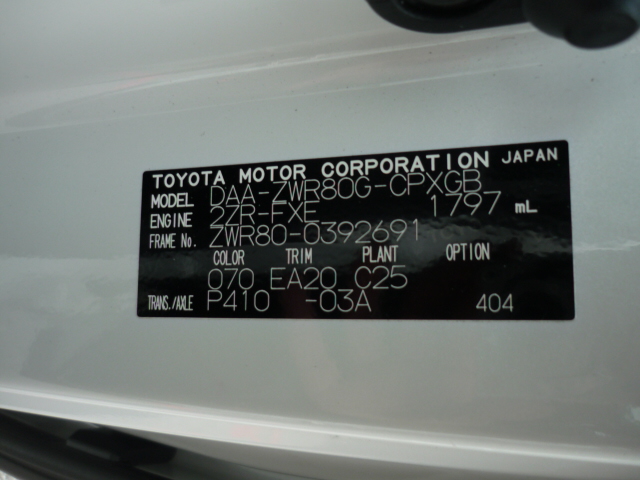 TOYOTA MOTOR CORPORATION JAPAN
MODEL DAA-ZWR80G-CPXGB
ENGINE 2ZR-FXE 1797 mL
FRAME No. ZWR80-0392691
COLOR TRIM PLANT OPTION
070 EA20 C25
TRANS./AXLE P410 -03A 404